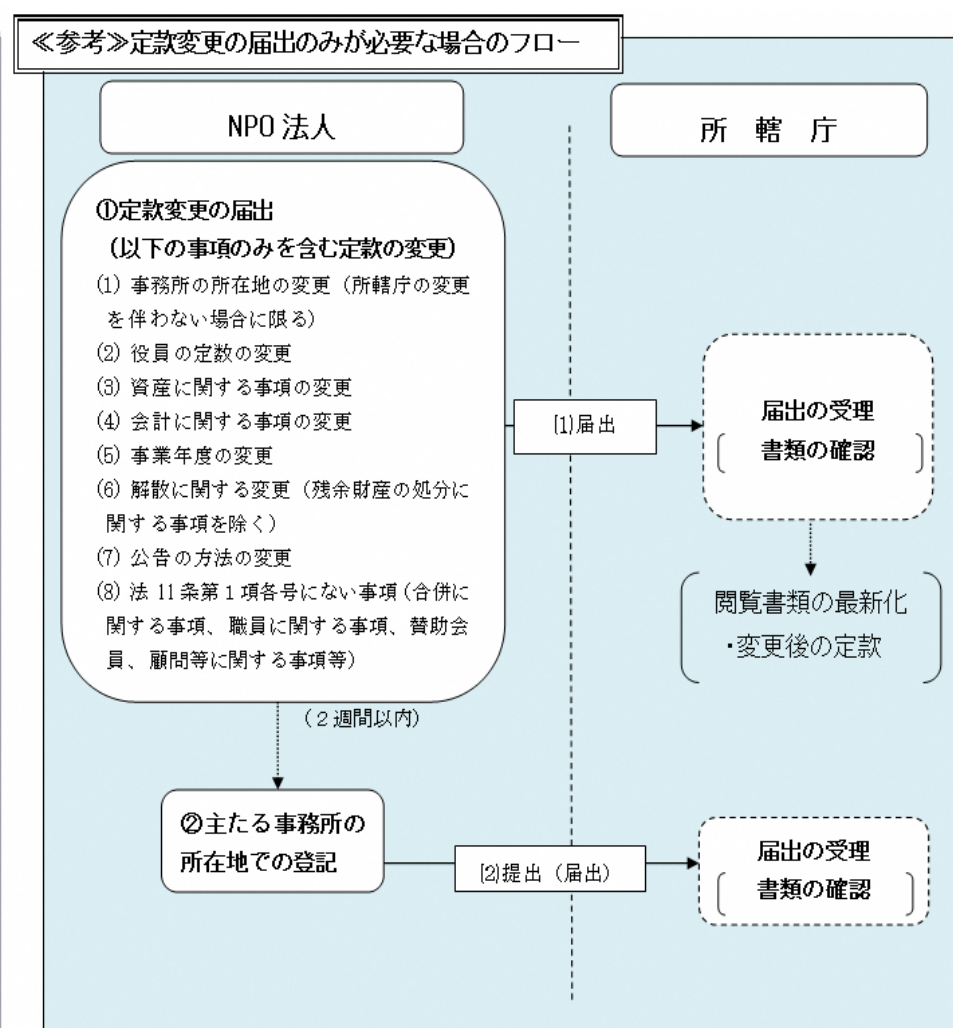 ≪参考≫定款変更の届出のみが必要な場合のフロー
NPO 法人
所 轄 庁
①定款変更の届出
(以下の事項のみを含む定款の変更)
(1) 事務所の所在地の変更（所轄庁の変更
を伴わない場合に限る）
(2) 役員の定数の変更
(3) 資産に関する事項の変更
(4) 会計に関する事項の変更
(5) 事業年度の変更
(6) 解散に関する変更（残余財産の処分に
関する事項を除く）
(7) 公告の方法の変更
(8) 法 11 条第１項各号にない事項（合併に
関する事項、職員に関する事項、賛助会
員、顧問等に関する事項等）
[1]届出
届出の受理
書類の確認
閲覧書類の最新化
・変更後の定款
（２週間以内）
②主たる事務所の
所在地での登記
[2]提出（届出）
届出の受理
書類の確認